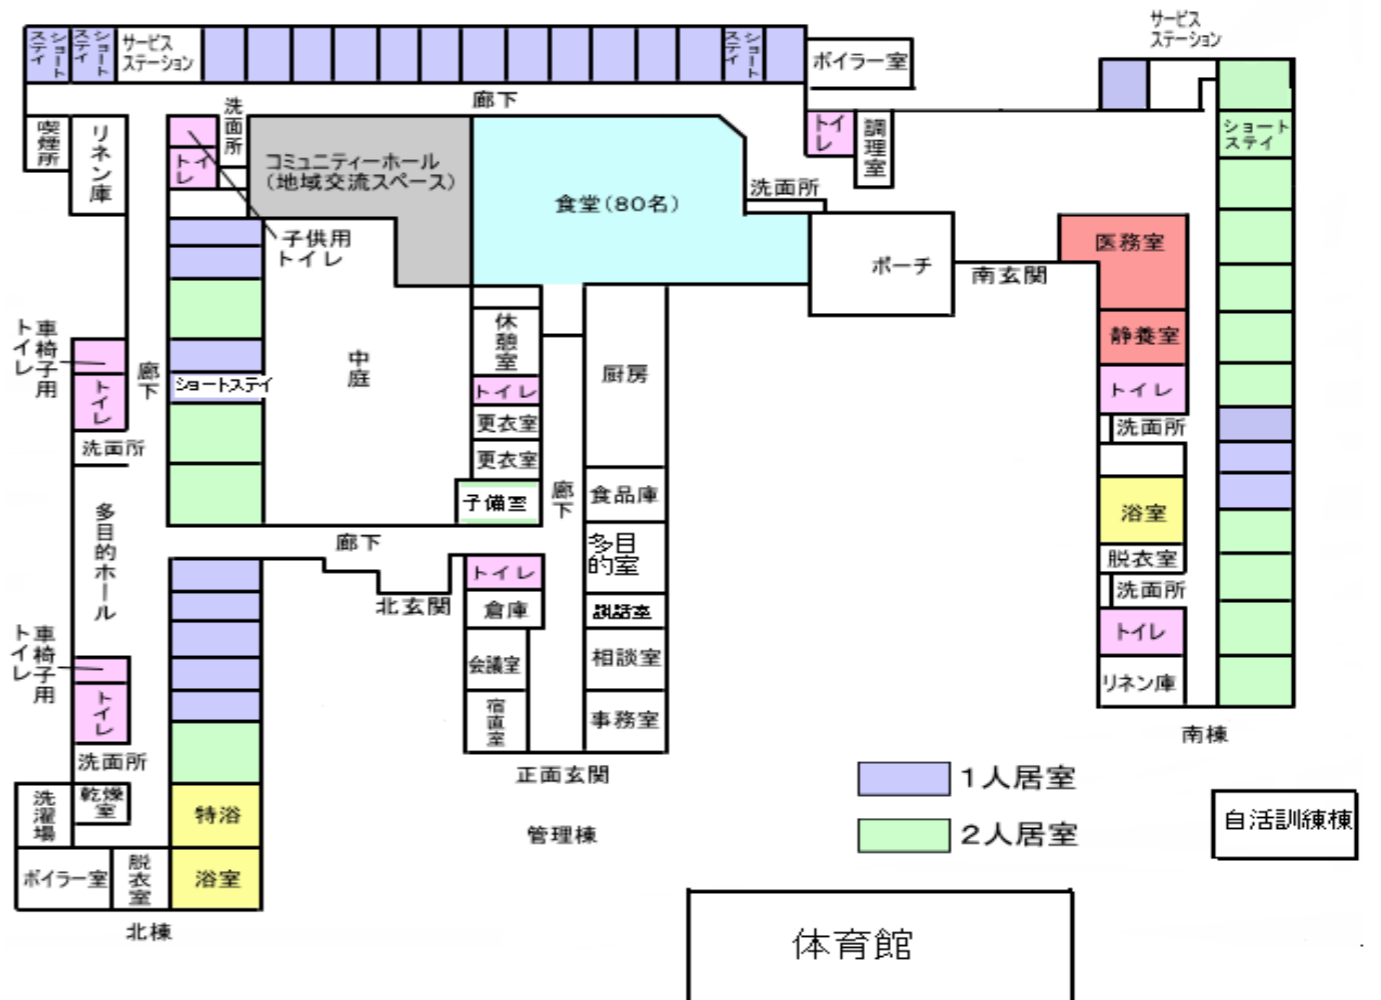 サービス
ステーション
ショート
ステイ
ショート
ステイ
サービス
ステーション
ショート
ステイ
ボイラー室
廊下
喫煙所
リネン庫
トイレ
洗面所
コミュニティーホール
(地域交流スペース)
食堂(80名)
子供用
トイレ
洗面所
トイレ
調理室
ショート
ステイ
ポーチ
南玄関
医務室
静養室
トイレ
洗面所
浴室
脱衣室
洗面所
トイレ
リネン庫
南棟
車椅子用
トイレ
トイレ
廊下
洗面所
ショートステイ
中庭
休憩室
トイレ
更衣室
更衣室
子備室
廊下
厨房
食品庫
多目
的室
談話室
相談室
事務室
多目的ホール
廊下
北玄関
トイレ
倉庫
会議室
宿直室
正面玄関
管理棟
車椅子用
トイレ
トイレ
洗面所
洗濯場
乾燥室
特浴
ボイラー室
脱衣室
浴室
北棟
1人居室
2人居室
自活訓練棟
体育館